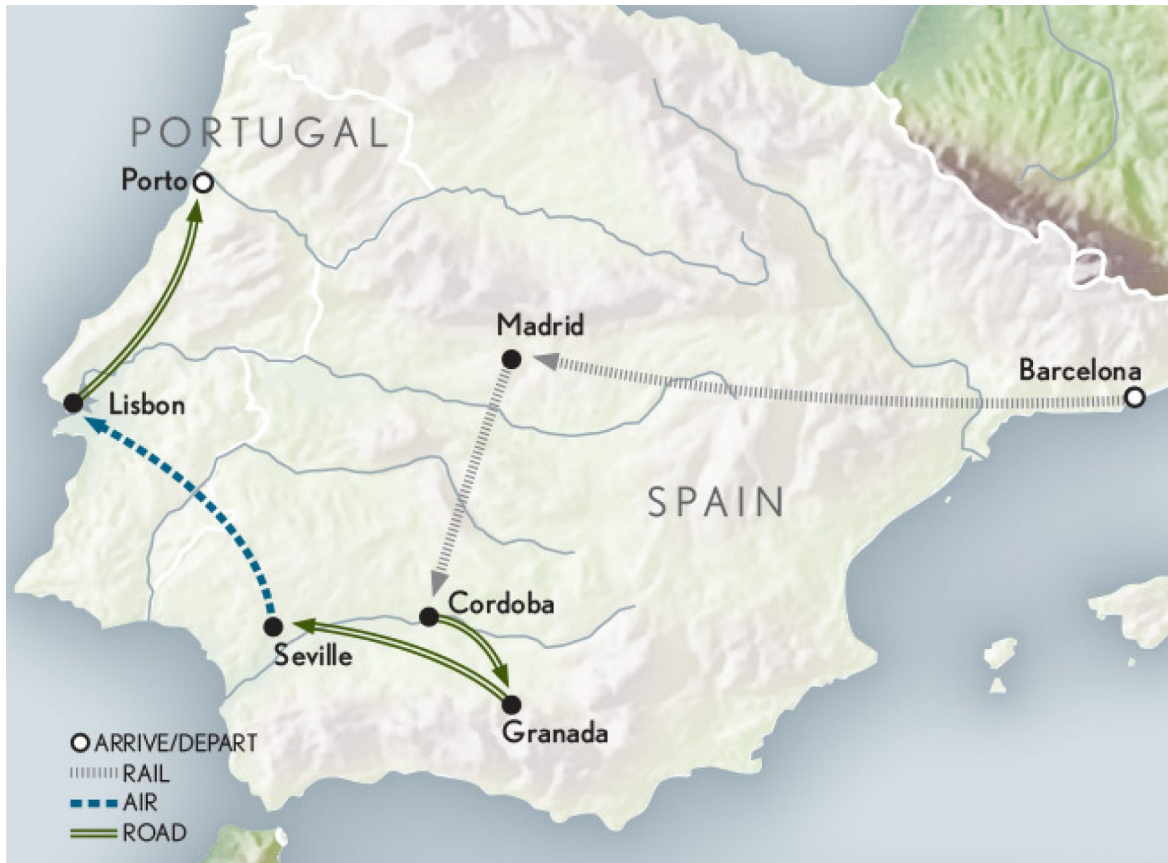 PORTUGAL
Porto
Madrid
Barcelona
Lisbon
SPAIN
Cordoba
Seville
Granada
ARRIVE/DEPART
RAIL
AIR
ROAD